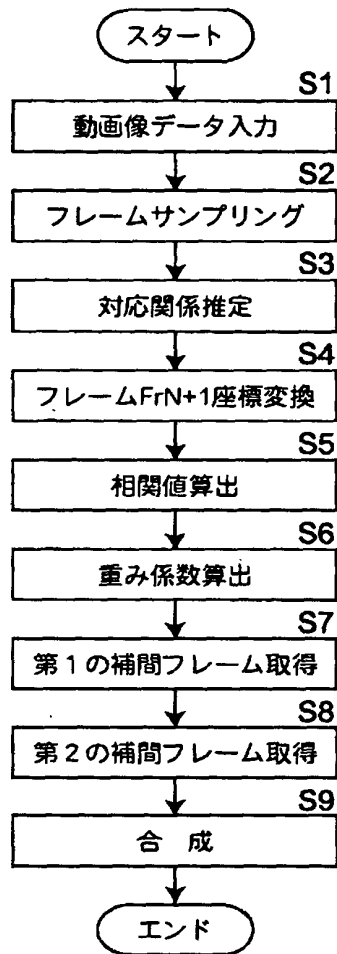 スタート
S1
動画像データ入力
S2
フレームサンプリング
S3
対応関係推定
S4
フレームFrN+1座標変換
S5
相関値算出
S6
重み係数算出
S7
第1の補間フレーム取得
S8
第2の補間フレーム取得
S9
合 成
エンド